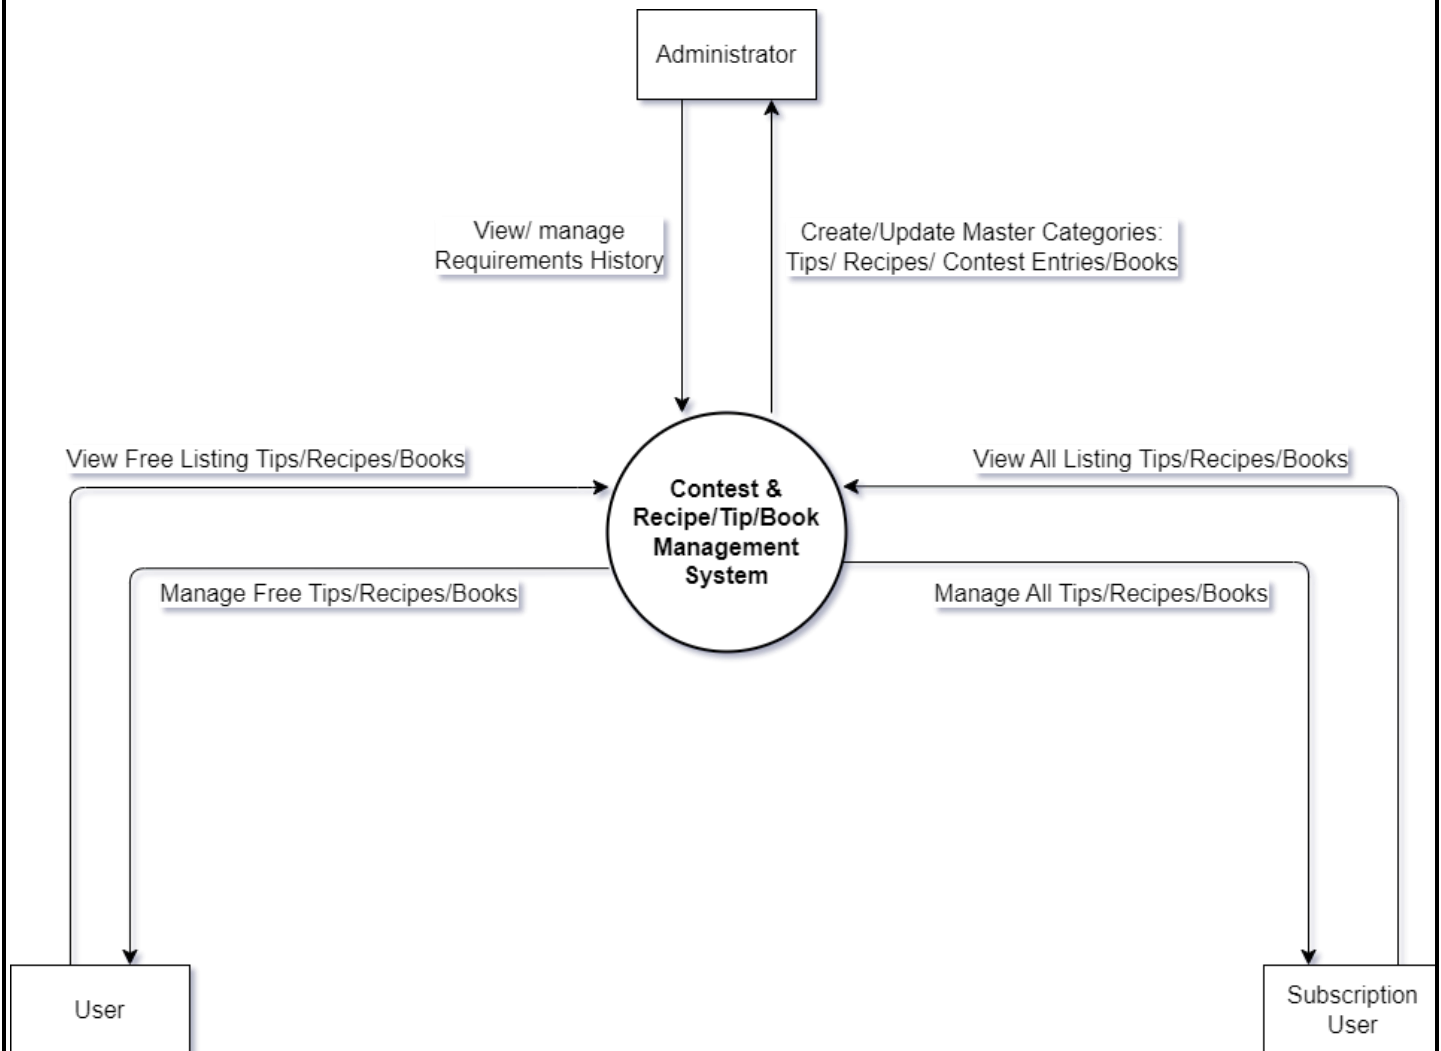 Administrator
View/ manage
Requirements History
Create/Update Master Categories:
Tips/ Recipes/ Contest Entries/Books
View Free Listing Tips/Recipes/Books
View All Listing Tips/Recipes/Books
Contest &
Recipe/Tip/Book
Management
System
Manage Free Tips/Recipes/Books
Manage All Tips/Recipes/Books
User
Subscription
User